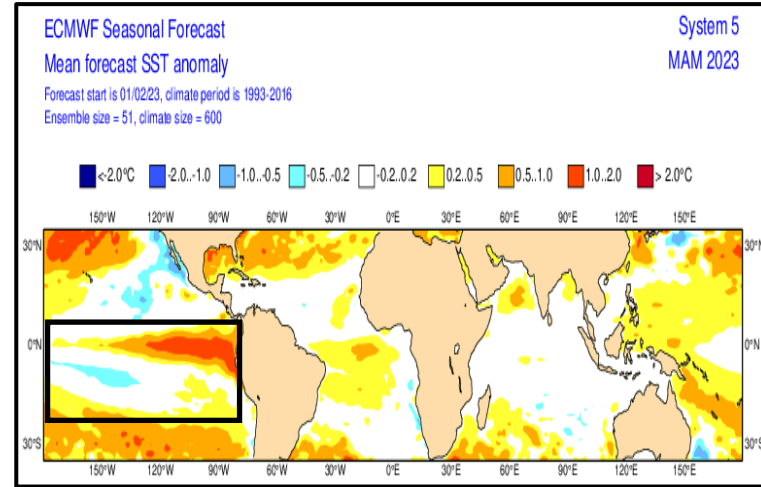 ECMWF Seasonal Forecast
System 5
Mean forecast SST anomaly
MAM 2023
Forecast start is 01/02/23, climate period is 1993-2016
Ensemble size = 51, climate size = 600
<-2.0°C -2.0..-1.0 -1.0..-0.5 -0.5..-0.2 -0.2..0.2 0.2..0.5 0.5..1.0 1.0..2.0 > 2.0°C
150°W 120°W 90°W 60°W 30°W 0°E 30°E 60°E 90°E 120°E 150°E
30°N 30°N
0°N 0°N
30°S 30°S
150°W 120°W 90°W 60°W 30°W 0°E 30°E 60°E 90°E 120°E 150°E